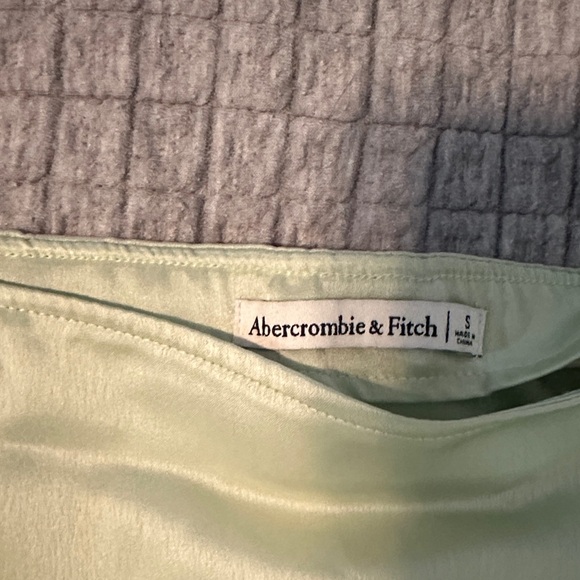 Abercrombie & Fitch | S
MADE IN
CHINA